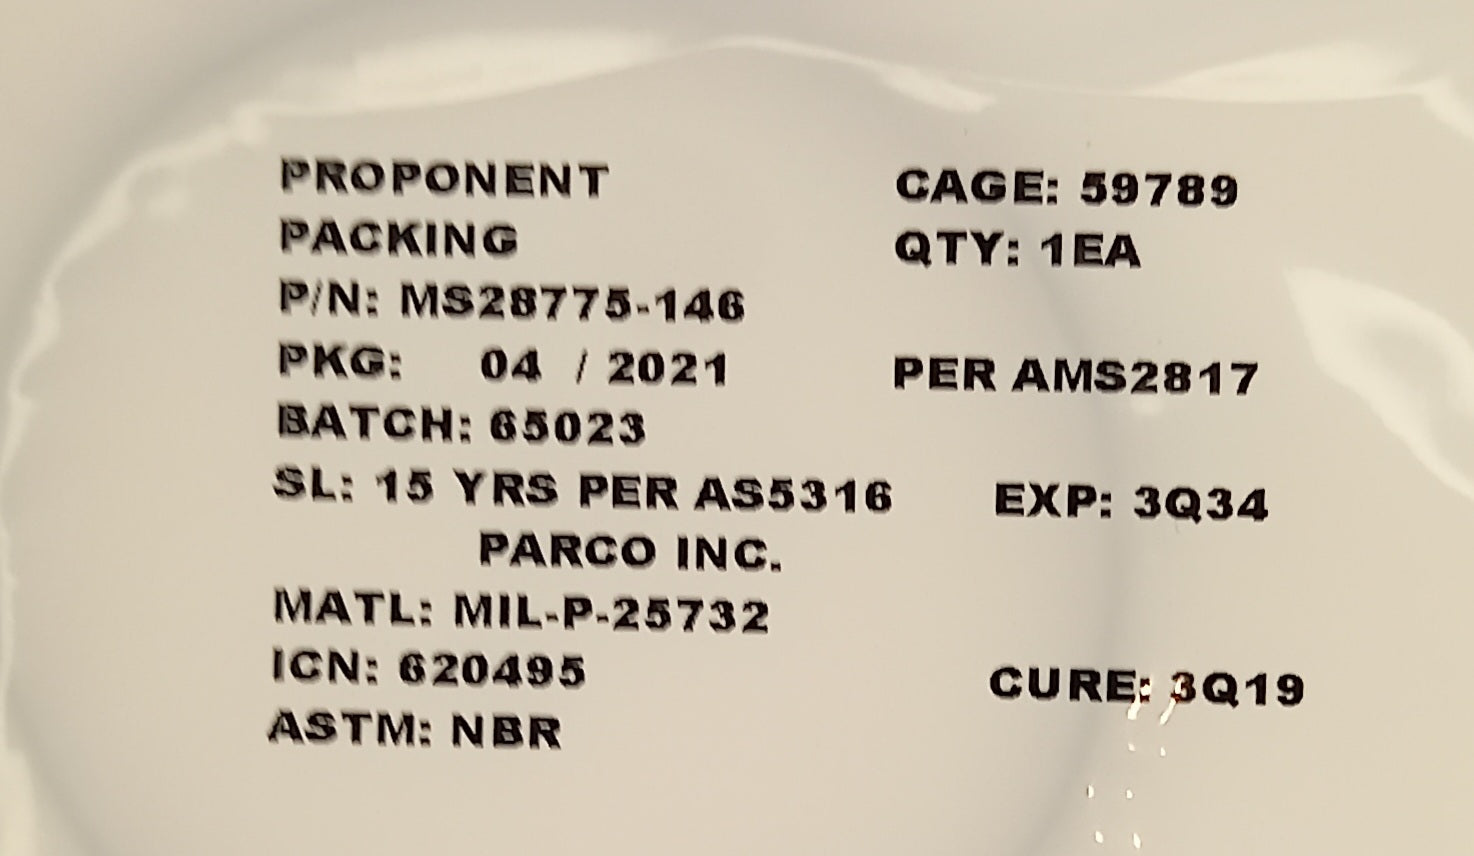 PROPONENT CAGE: 59789
PACKING QTY: 1EA
P/N: MS28775-146
PKG: 04 / 2021 PER AMS2817
BATCH: 65023
SL: 15 YRS PER AS5316 EXP: 3Q34
PARCO INC.
MATL: MIL-P-25732
ICN: 620495 CURE: 3Q19
ASTM: NBR